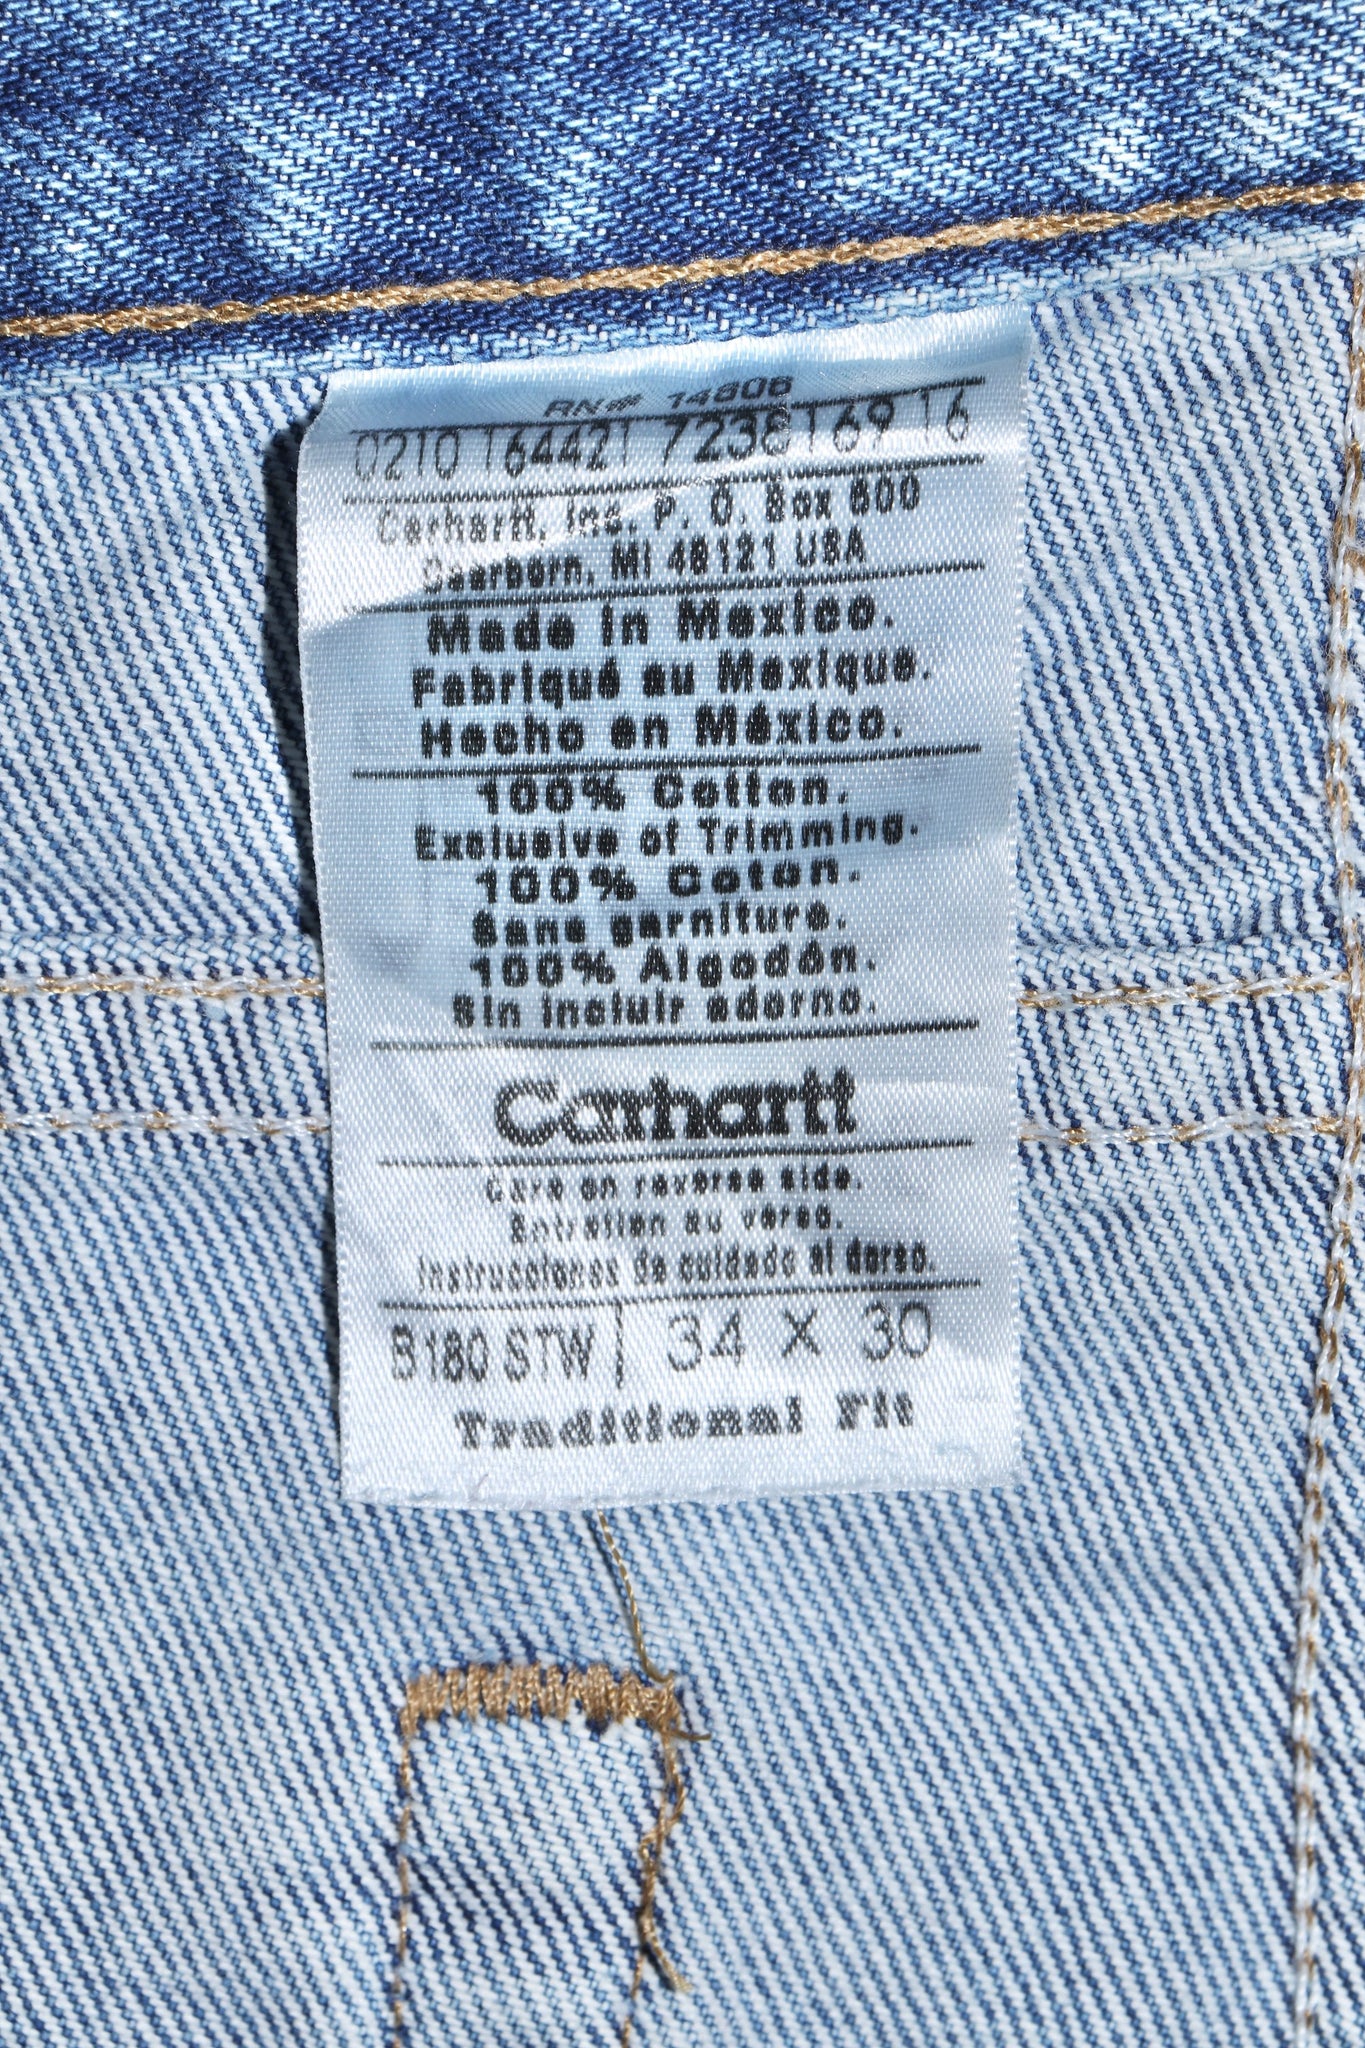 RN# 14806
0210 164421 7238169 16
Carhartt, Inc. P. O. Box 600
Dearborn, MI 48121 USA
Made in Mexico.
Fabriqué au Mexique.
Hecho en México.
100% Cotton.
Exclusive of Trimming.
100% Coton.
Sans garniture.
100% Algodón.
Sin incluir adorno.
Carhartt
Care on reverse side.
Entretien au verso.
Instrucciones de cuidado al dorso.
B180 STW | 34 X 30
Traditional Fit